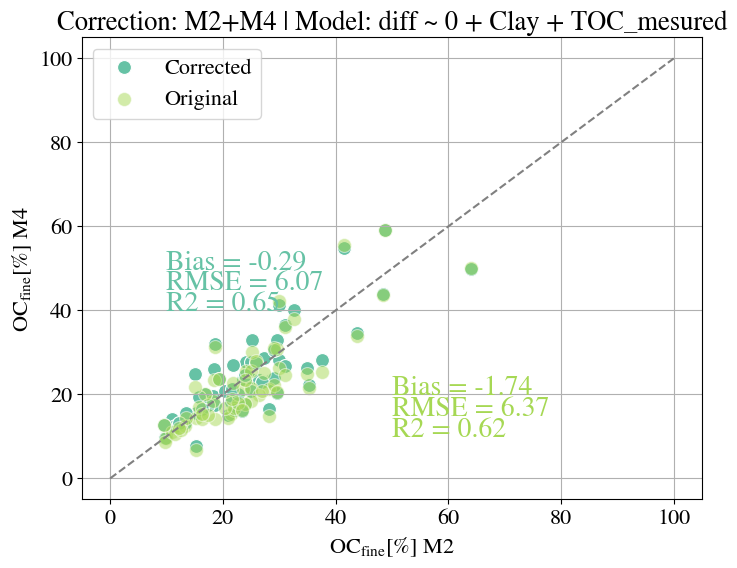 Correction: M2+M4 | Model: diff ~ 0 + Clay + TOC_mesured
Corrected
Original
100
80
60
40
20
0
OCfine[%] M4
Bias = -0.29
RMSE = 6.07
R2 = 0.65
Bias = -1.74
RMSE = 6.37
R2 = 0.62
0 20 40 60 80 100
OCfine[%] M2